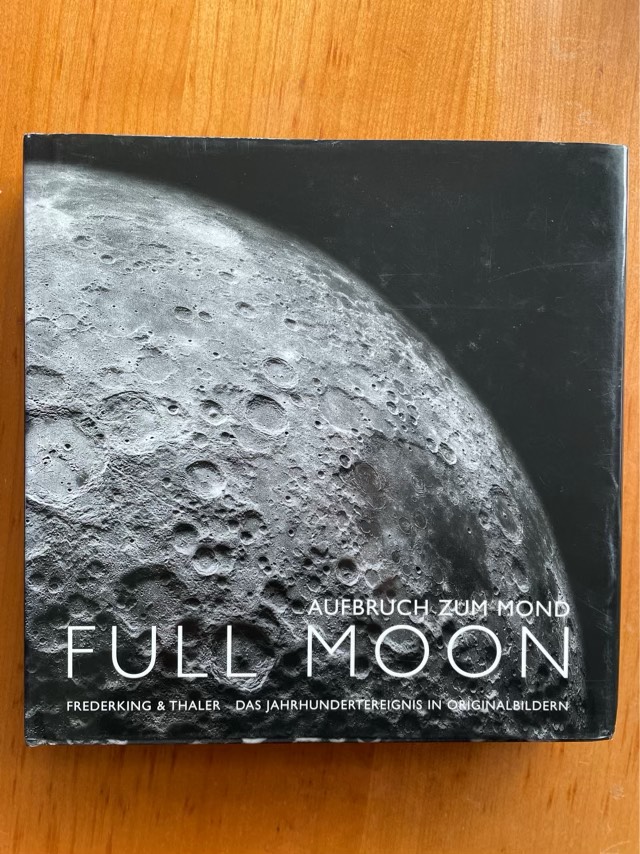 AUFBRUCH ZUM MOND
FULL MOON
FREDERKING & THALER DAS JAHRHUNDERTEREIGNIS IN ORIGINALBILDERN